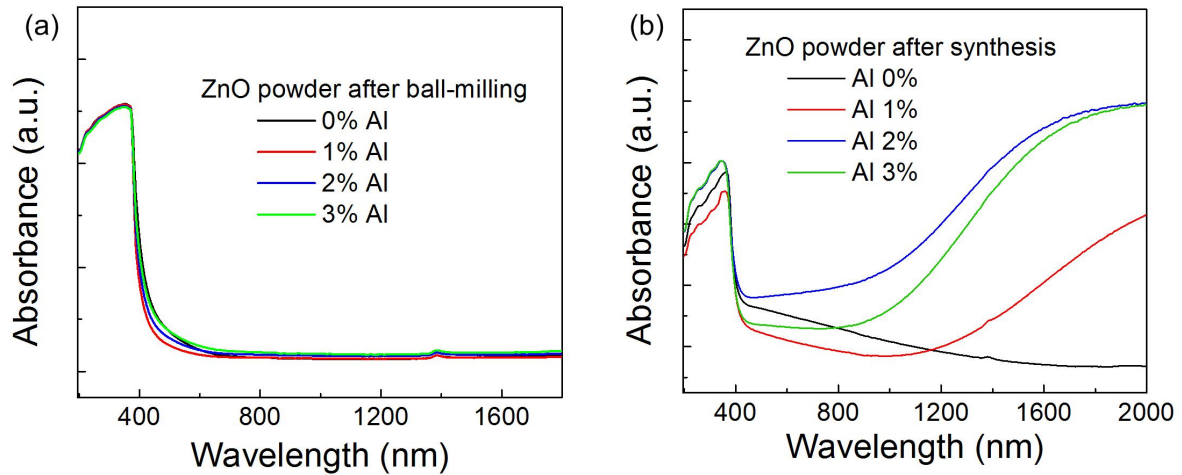 (a)
ZnO powder after ball-milling
0% Al
1% Al
2% Al
3% Al
Absorbance (a.u.)
400 800 1200 1600
Wavelength (nm)
(b)
ZnO powder after synthesis
Al 0%
Al 1%
Al 2%
Al 3%
Absorbance (a.u.)
400 800 1200 1600 2000
Wavelength (nm)